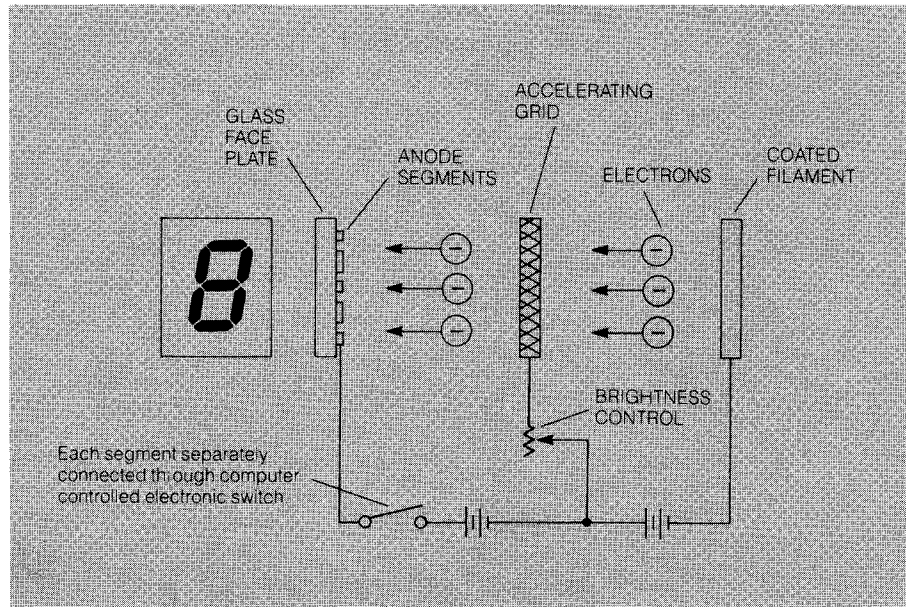 GLASS
FACE
PLATE
ANODE
SEGMENTS
ACCELERATING
GRID
ELECTRONS
COATED
FILAMENT
8
BRIGHTNESS
CONTROL
Each segment separately
connected through computer
controlled electronic switch